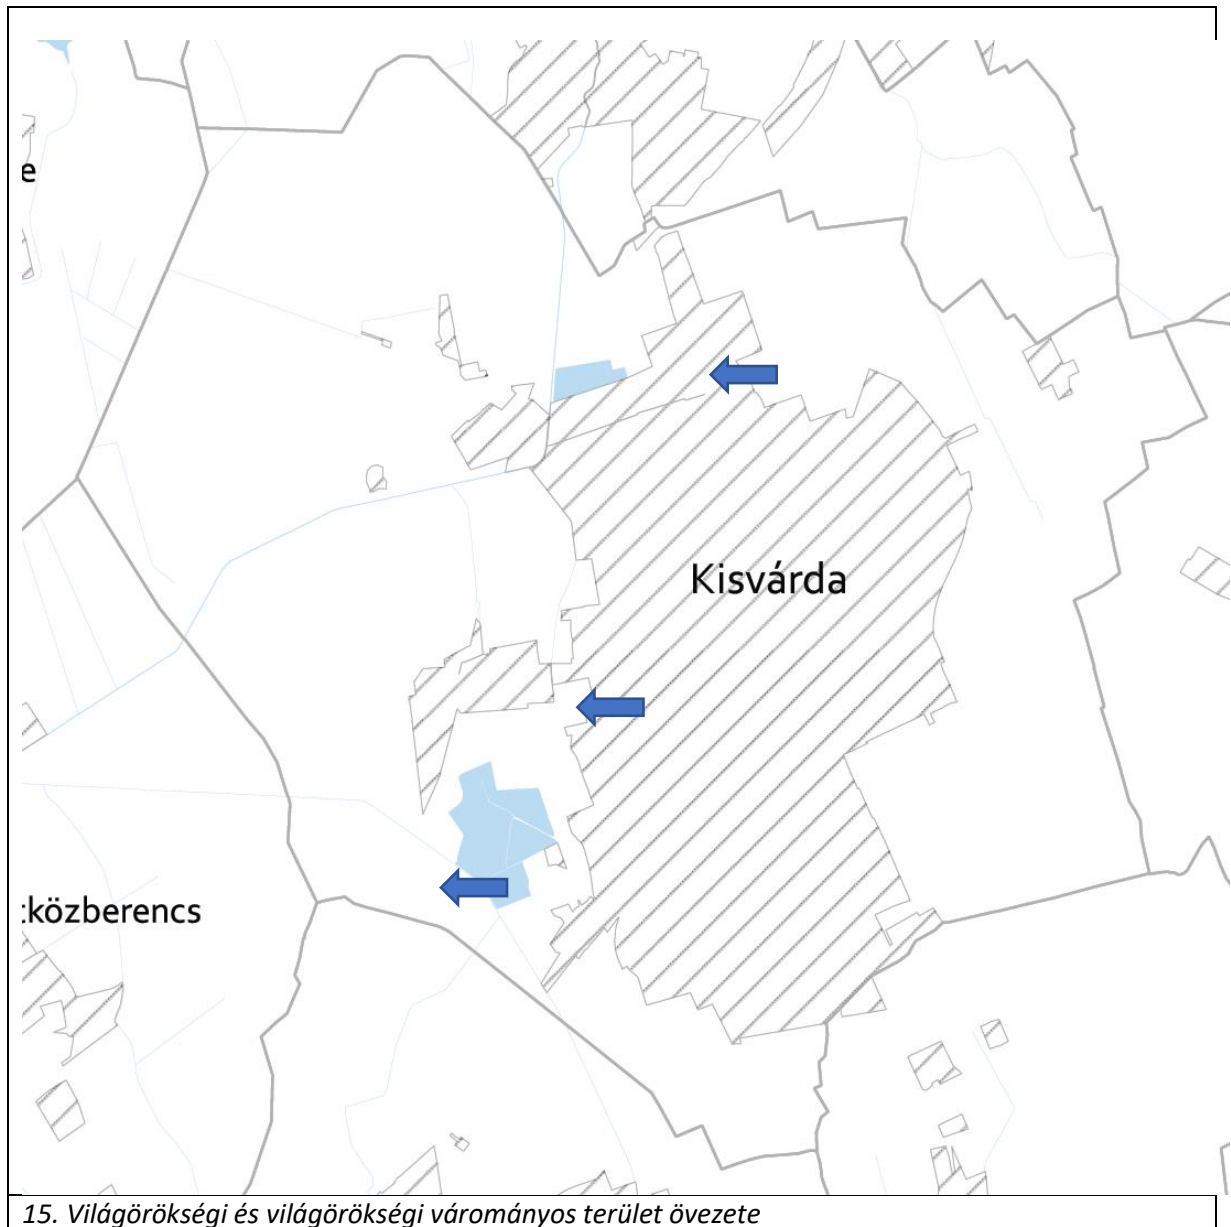 e
Kisvárda
közberencs
15. Világörökségi és világörökségi várományos terület övezete